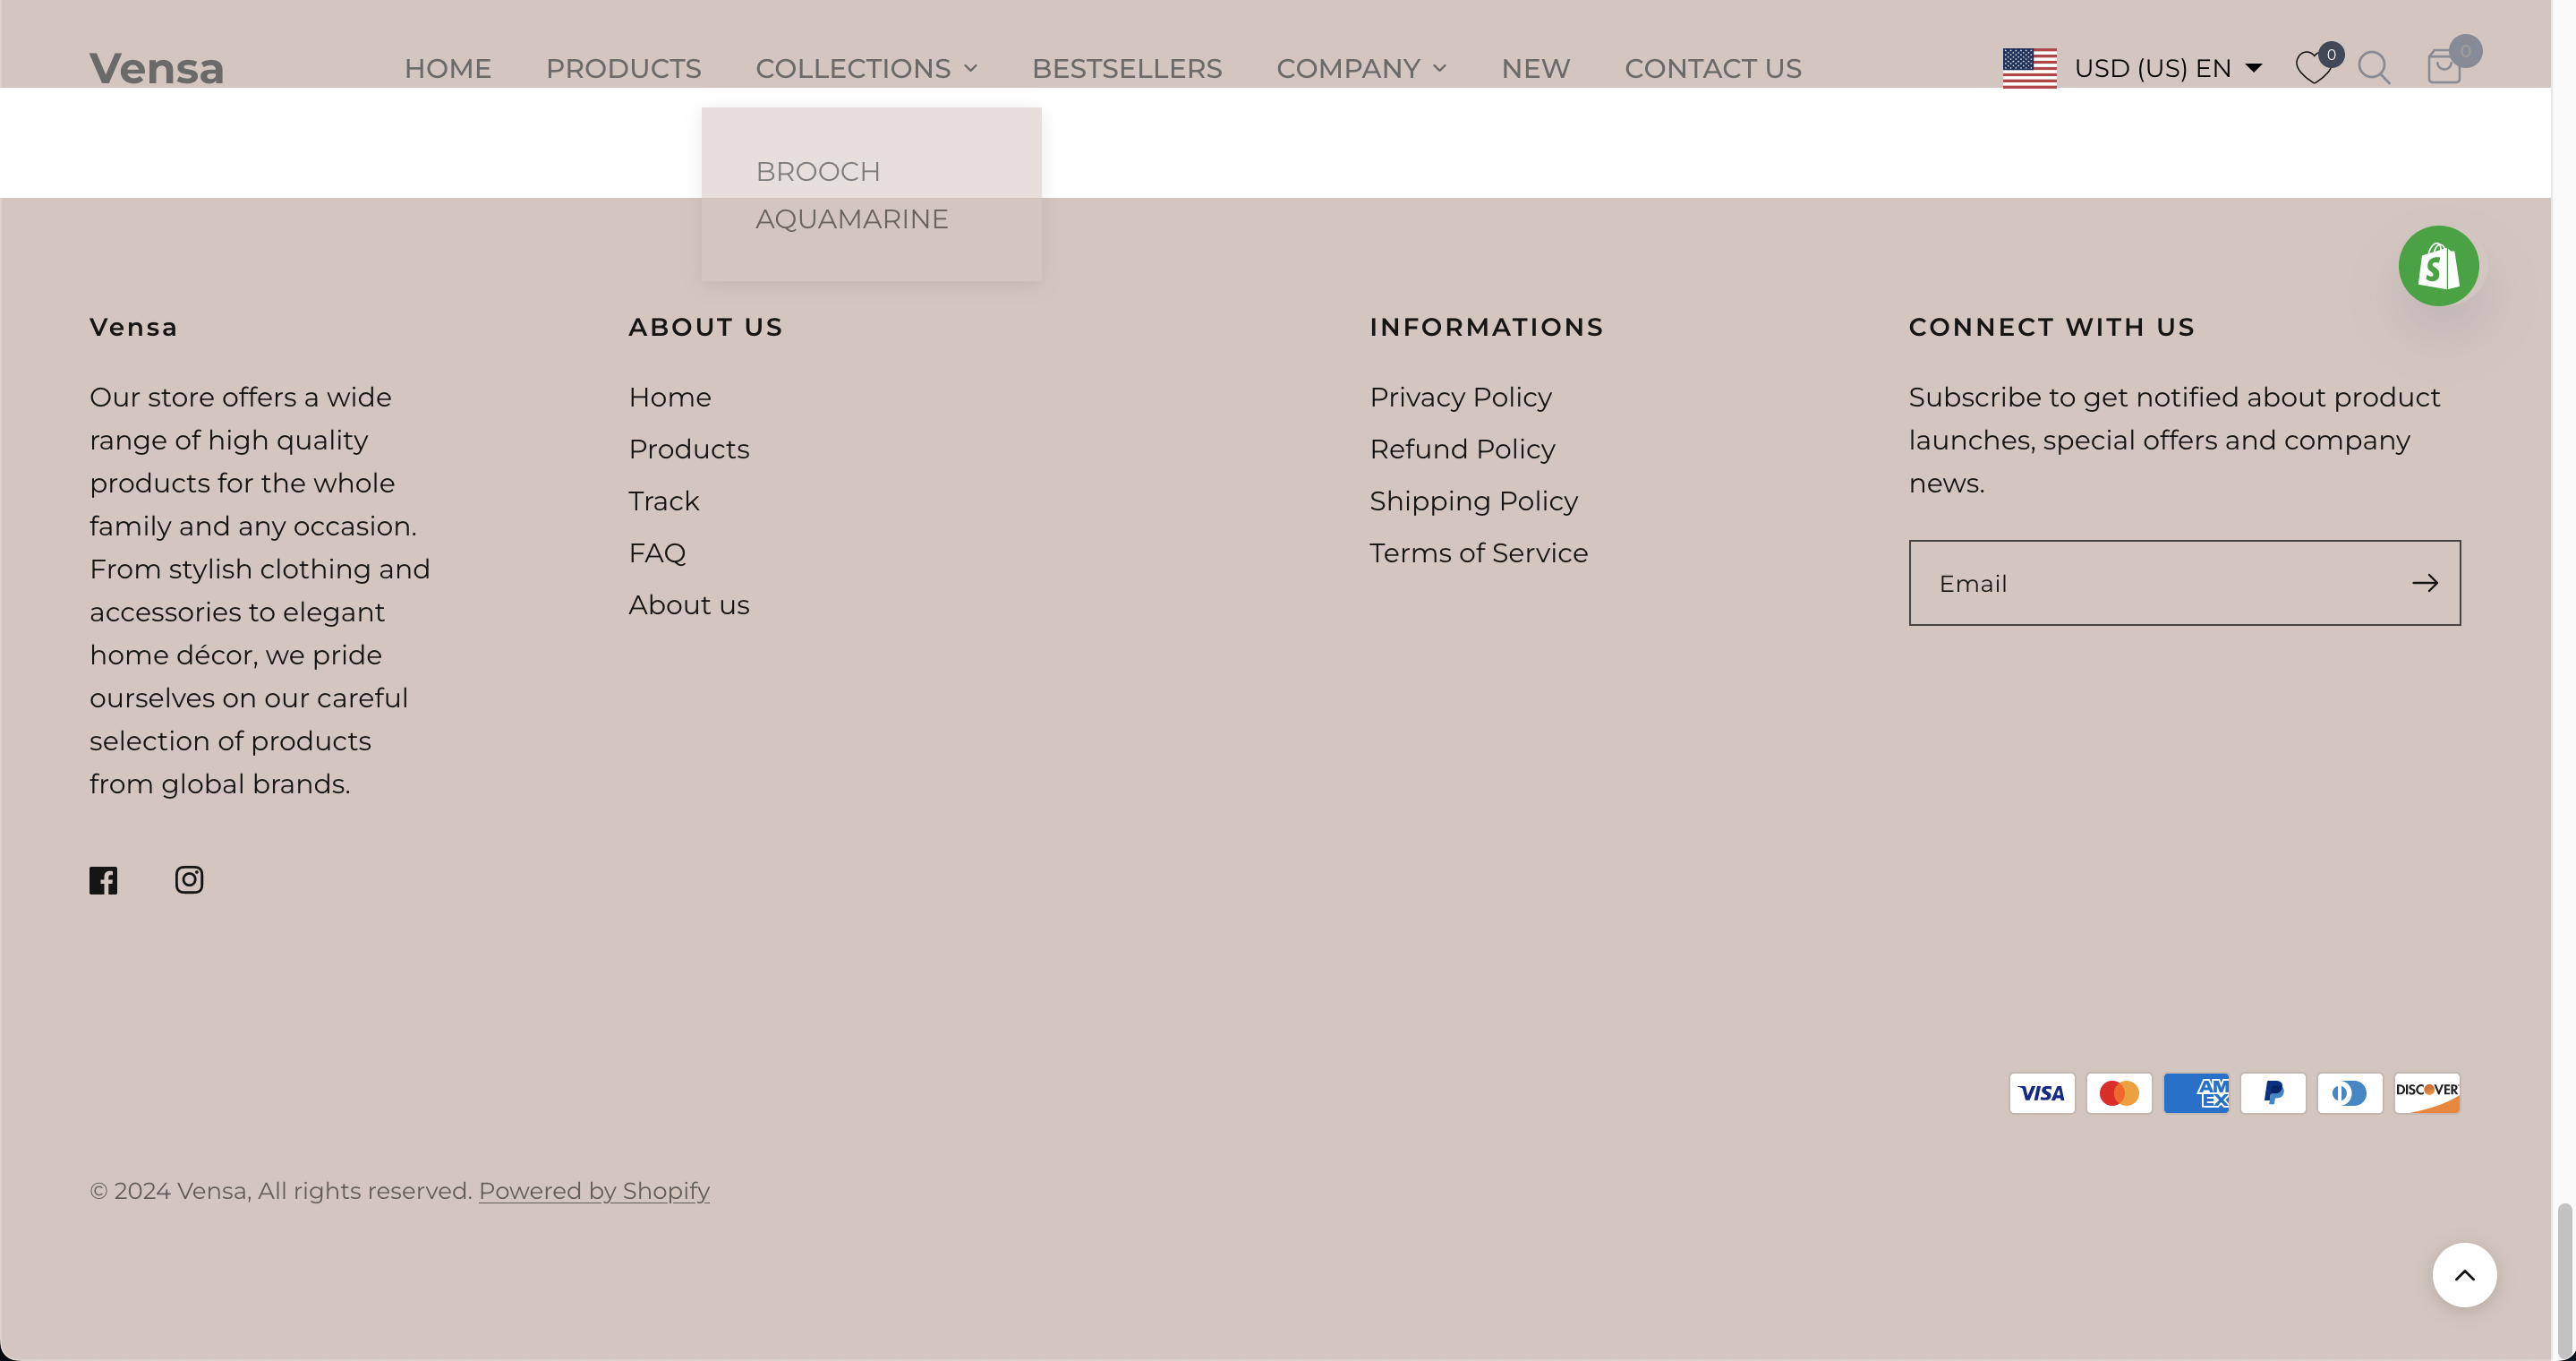 Vensa HOME PRODUCTS COLLECTIONS BESTSELLERS COMPANY NEW CONTACT US USD (US) EN 0 0
BROOCH
AQUAMARINE
Vensa
Our store offers a wide
range of high quality
products for the whole
family and any occasion.
From stylish clothing and
accessories to elegant
home décor, we pride
ourselves on our careful
selection of products
from global brands.
ABOUT US
Home
Products
Track
FAQ
About us
INFORMATIONS
Privacy Policy
Refund Policy
Shipping Policy
Terms of Service
CONNECT WITH US
Subscribe to get notified about product
launches, special offers and company
news.
Email
VISA AMEX DISCOVER
© 2024 Vensa, All rights reserved. Powered by Shopify